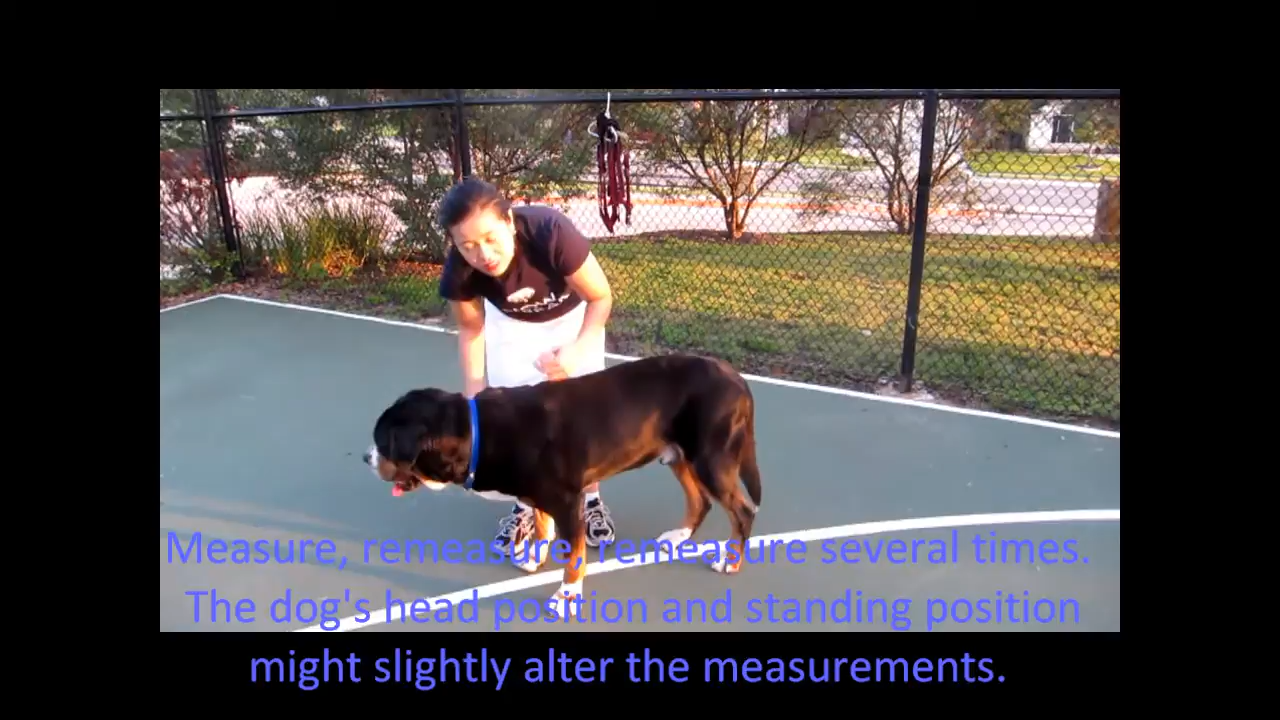 Measure, remeasure, remeasure several times.
The dog's head position and standing position
might slightly alter the measurements.